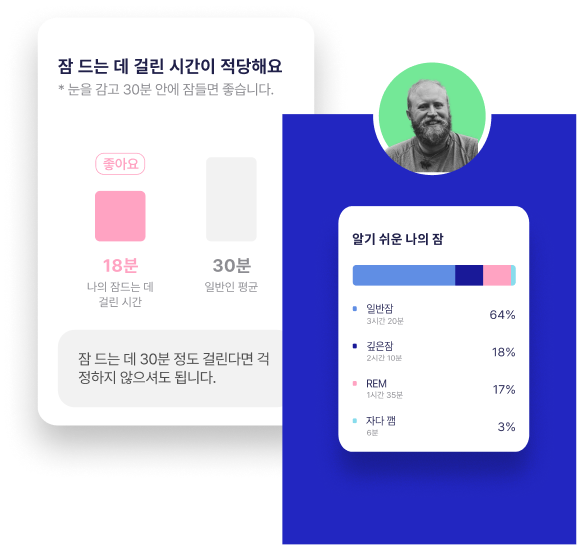 잠 드는 데 걸린 시간이 적당해요
* 눈을 감고 30분 안에 잠들면 좋습니다.
좋아요
18분
나의 잠드는 데
걸린 시간
30분
일반인 평균
잠 드는 데 30분 정도 걸린다면 걱
정하지 않으셔도 됩니다.
알기 쉬운 나의 잠
일반잠
3시간 20분
64%
깊은잠
2시간 10분
18%
REM
1시간 35분
17%
자다 깸
6분
3%